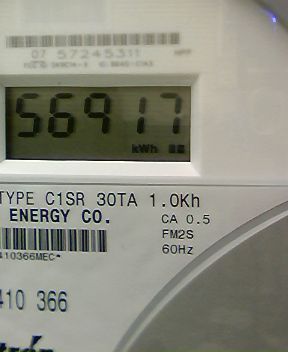 07 57245311
56917
kWh
TYPE C1SR 30TA 1.0Kh
ENERGY CO. CA 0.5
FM2S
410366MEC* 60Hz
410 366